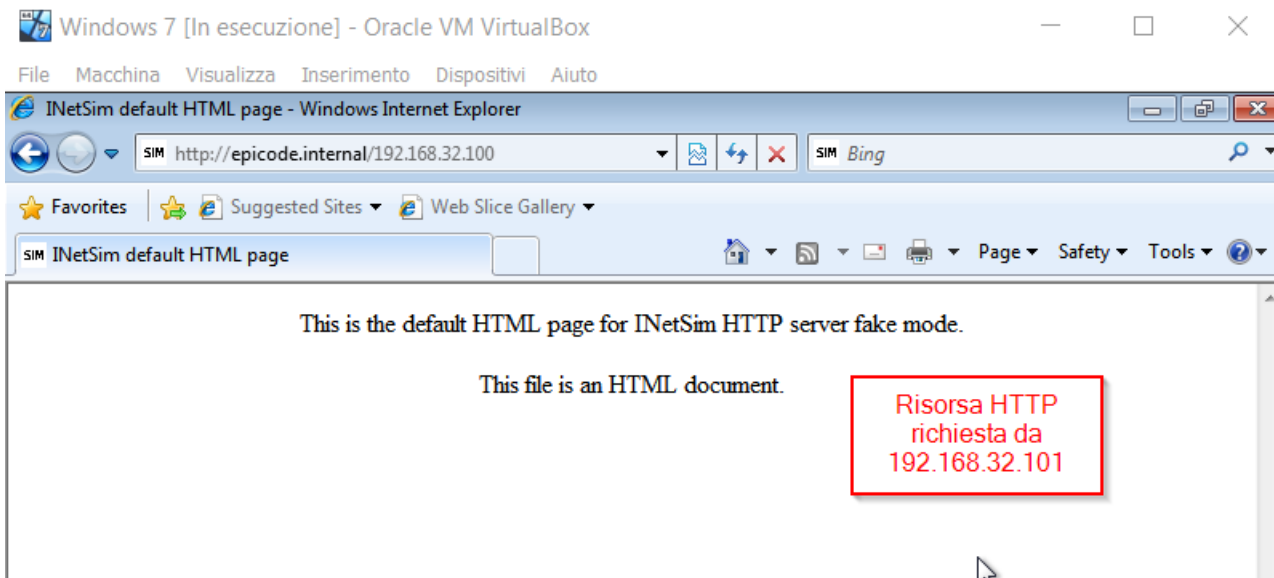 Windows 7 [In esecuzione] - Oracle VM VirtualBox
File Macchina Visualizza Inserimento Dispositivi Aiuto
INetSim default HTML page - Windows Internet Explorer
SIM http://epicode.internal/192.168.32.100 SIM Bing
Favorites Suggested Sites Web Slice Gallery
SIM INetSim default HTML page Page Safety Tools
This is the default HTML page for INetSim HTTP server fake mode.
This file is an HTML document.
Risorsa HTTP
richiesta da
192.168.32.101